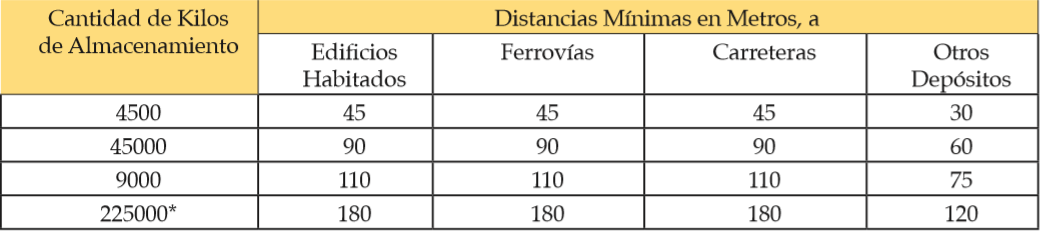 Cantidad de Kilos de Almacenamiento | Distancias Mínimas en Metros, a
Edificios Habitados | Ferrovías | Carreteras | Otros Depósitos
4500 | 45 | 45 | 45 | 30
45000 | 90 | 90 | 90 | 60
9000 | 110 | 110 | 110 | 75
225000* | 180 | 180 | 180 | 120